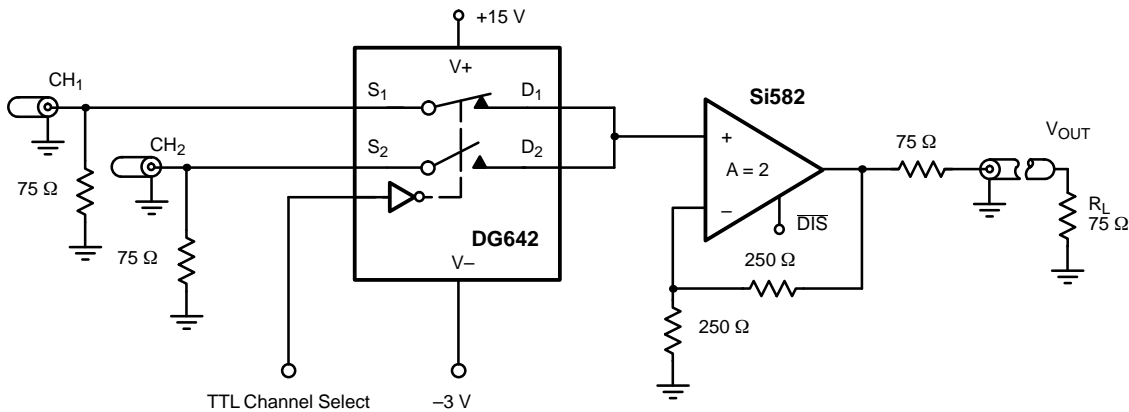 +15 V
CH1
V+
S1
D1
Si582
CH2
S2
D2
+
75 Ω
VOUT
A = 2
75 Ω
–
DIS
RL
75 Ω
DG642
75 Ω
V–
250 Ω
250 Ω
TTL Channel Select
–3 V